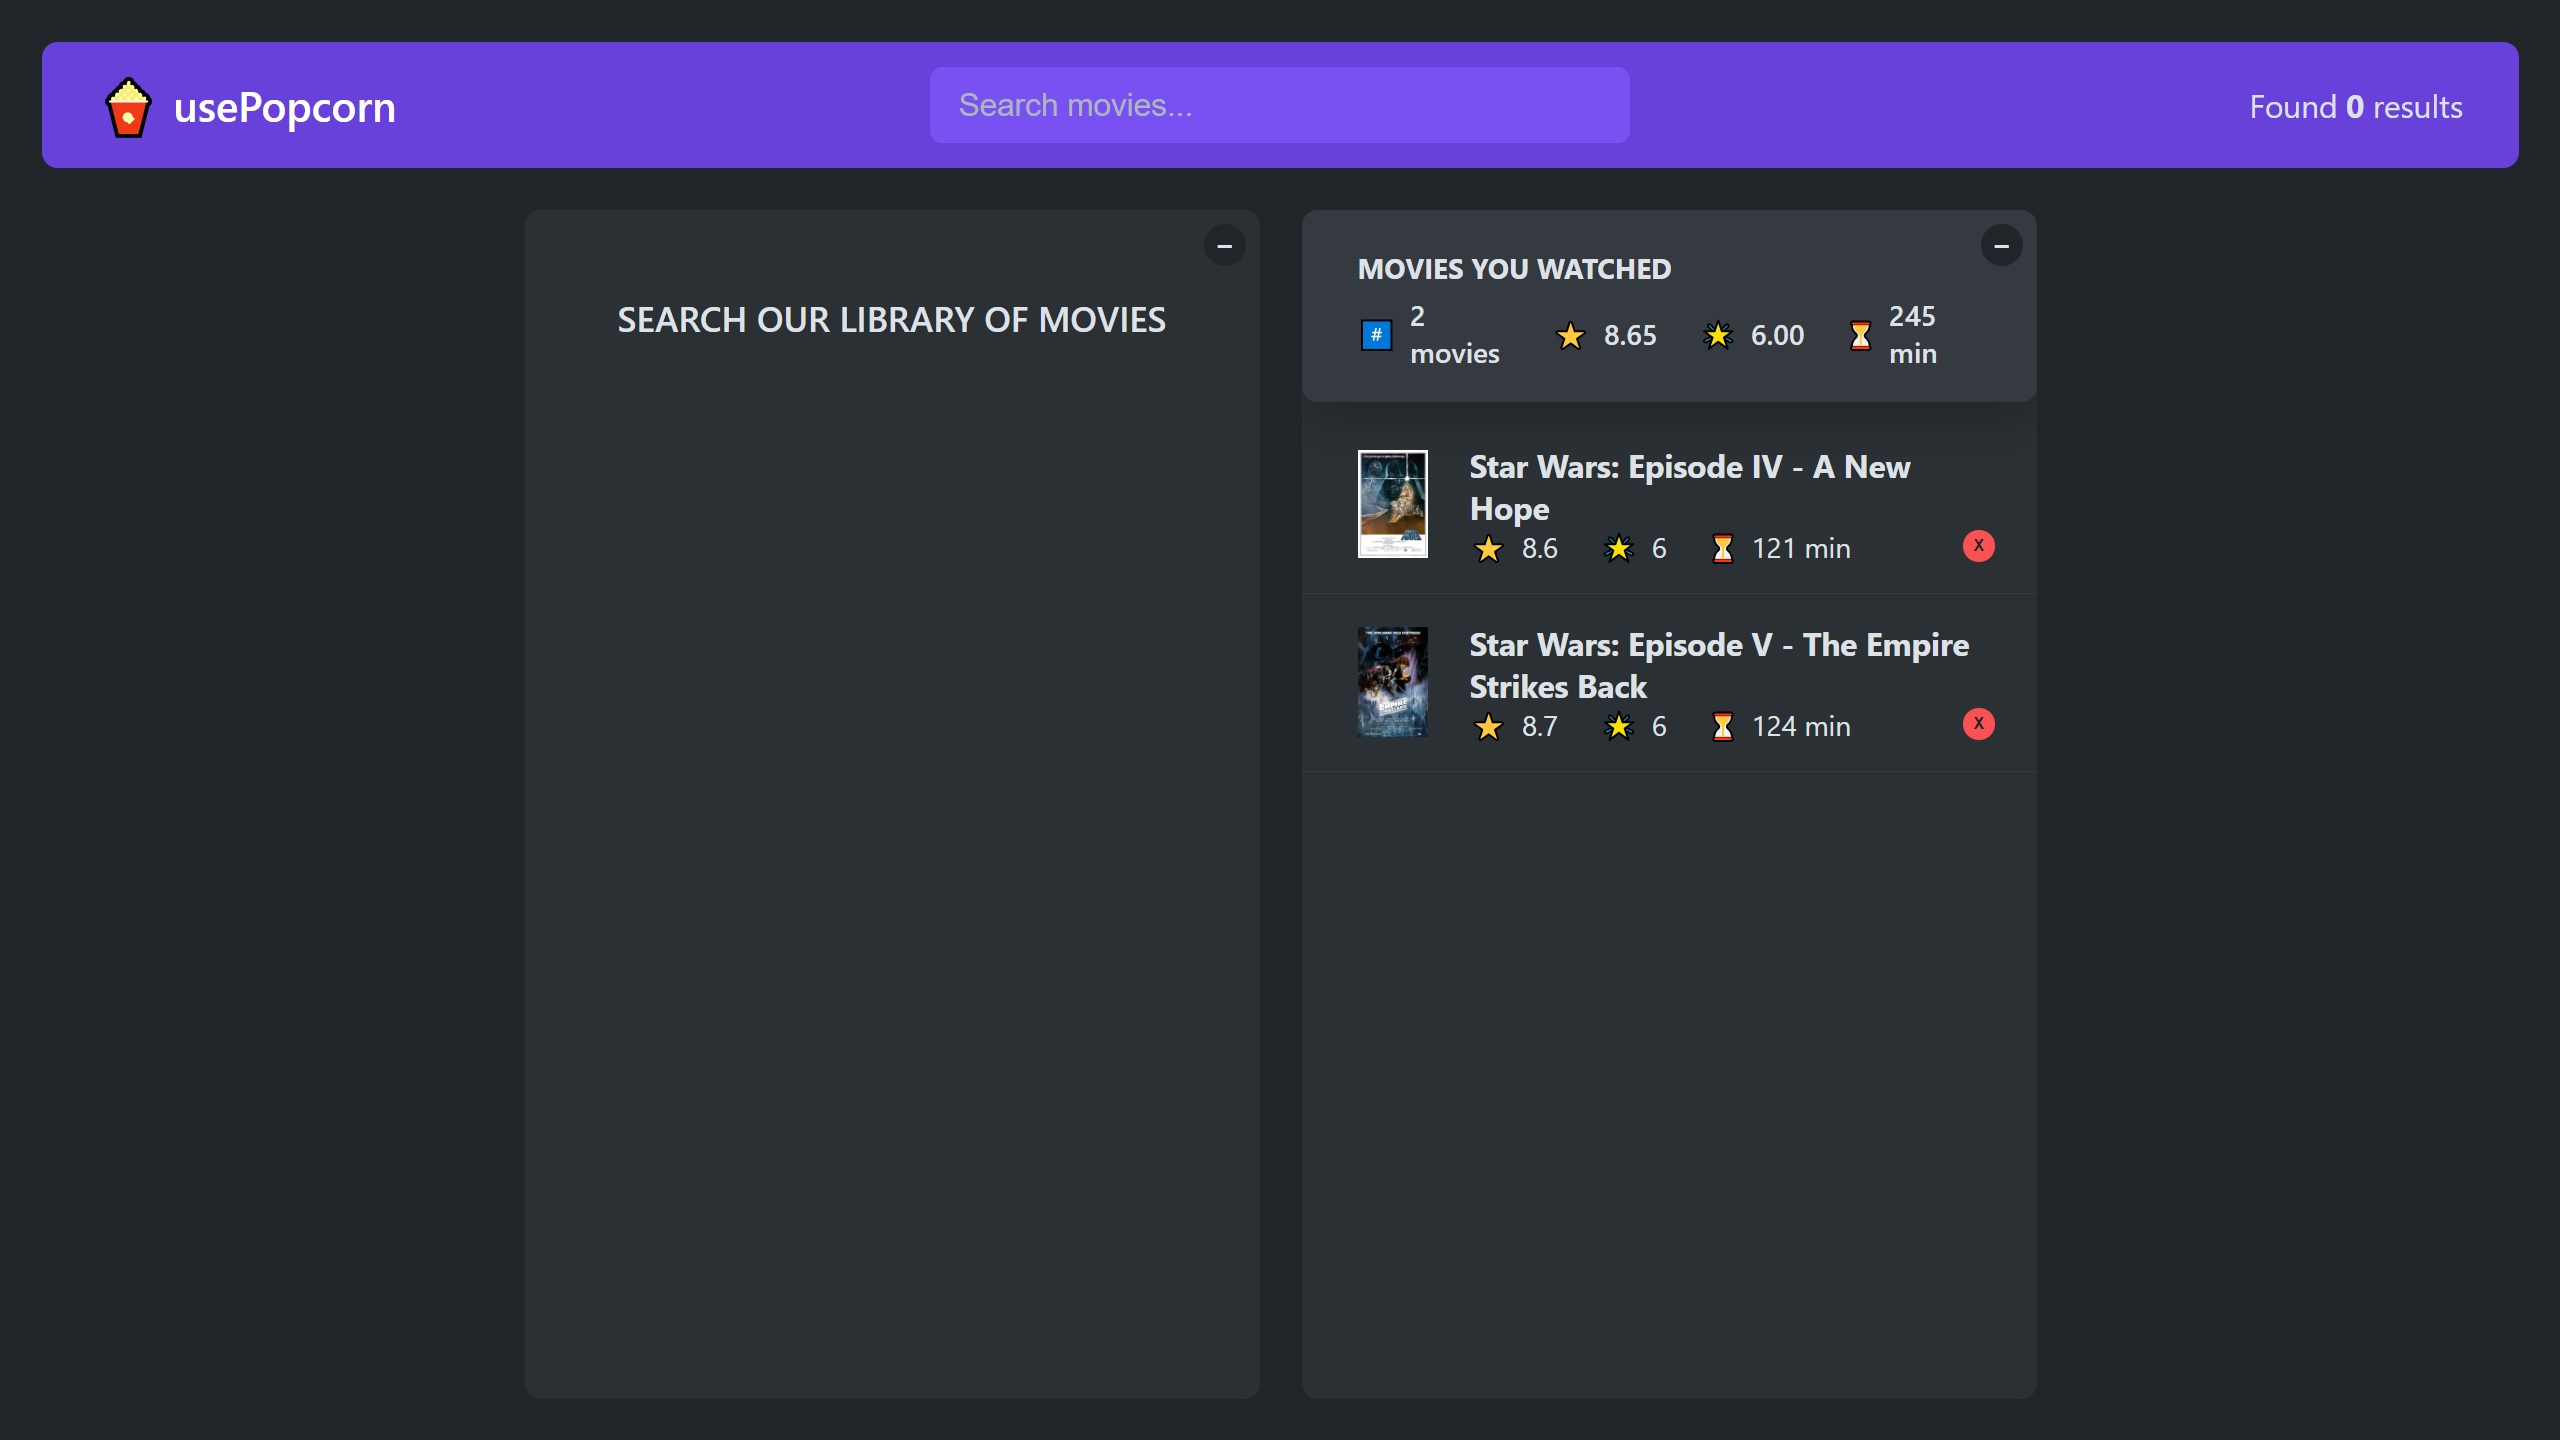 usePopcorn
Search movies...
Found 0 results
–
SEARCH OUR LIBRARY OF MOVIES
–
MOVIES YOU WATCHED
# 2 movies 8.65 6.00 245 min
Star Wars: Episode IV - A New
Hope
8.6 6 121 min X
Star Wars: Episode V - The Empire
Strikes Back
8.7 6 124 min X